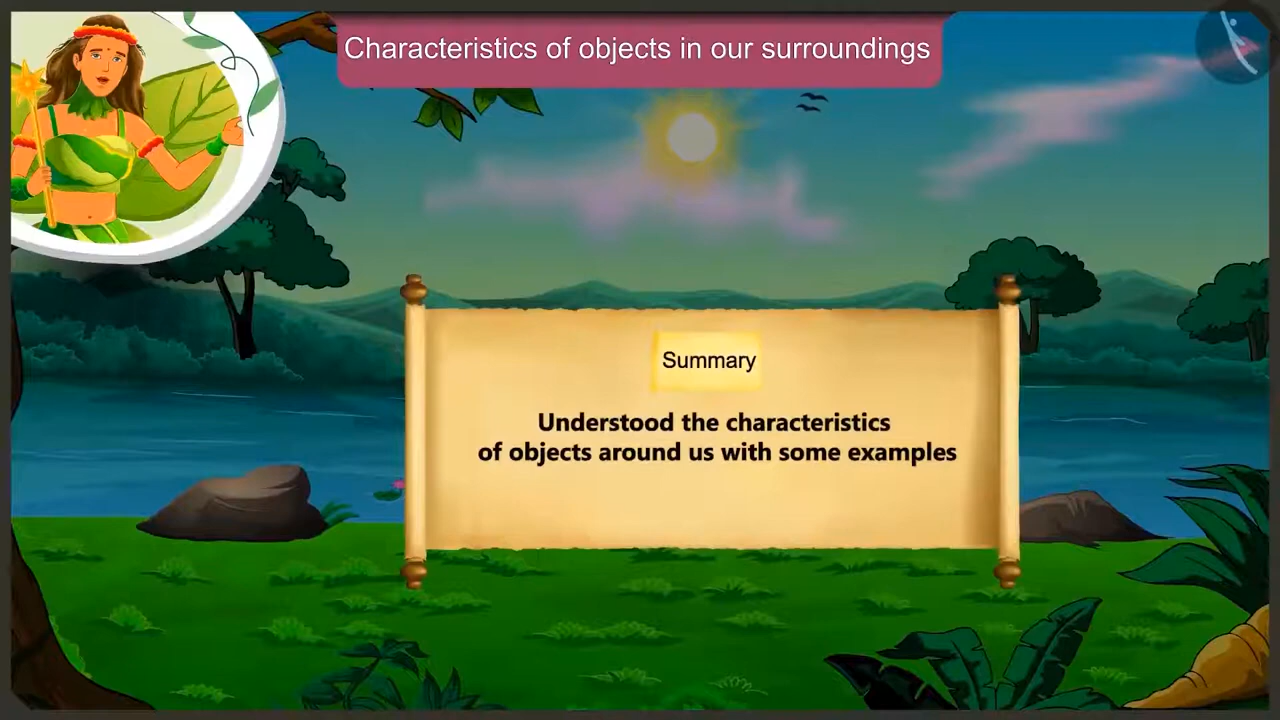 Characteristics of objects in our surroundings
Summary
Understood the characteristics
of objects around us with some examples